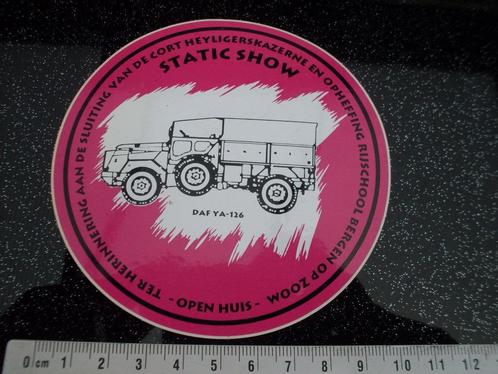 TER HERINNERING AAN DE SLUITING VAN DE CORT HEYLIGERSKAZERNE EN OPHEFFING RIJSCHOOL BERGEN OP ZOOM
STATIC SHOW
DAF YA-126
- OPEN HUIS -
0 cm 1 2 3 4 5 6 7 8 9 10 11 12